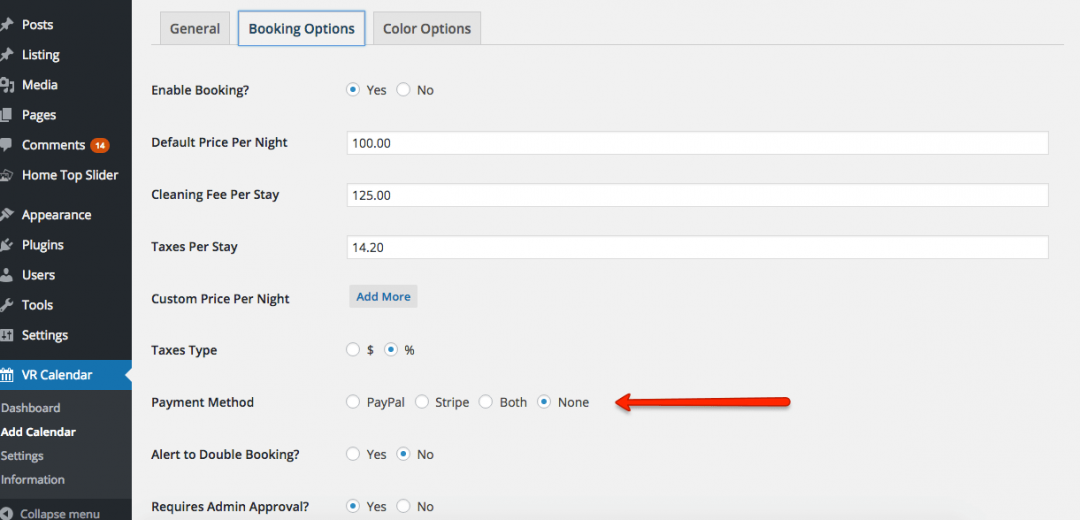 Posts
Listing
Media
Pages
Comments 14
Home Top Slider
Appearance
Plugins
Users
Tools
Settings
VR Calendar
Dashboard
Add Calendar
Settings
Information
Collapse menu
General Booking Options Color Options
Enable Booking? Yes No
Default Price Per Night 100.00
Cleaning Fee Per Stay 125.00
Taxes Per Stay 14.20
Custom Price Per Night Add More
Taxes Type $ %
Payment Method PayPal Stripe Both None
Alert to Double Booking? Yes No
Requires Admin Approval? Yes No